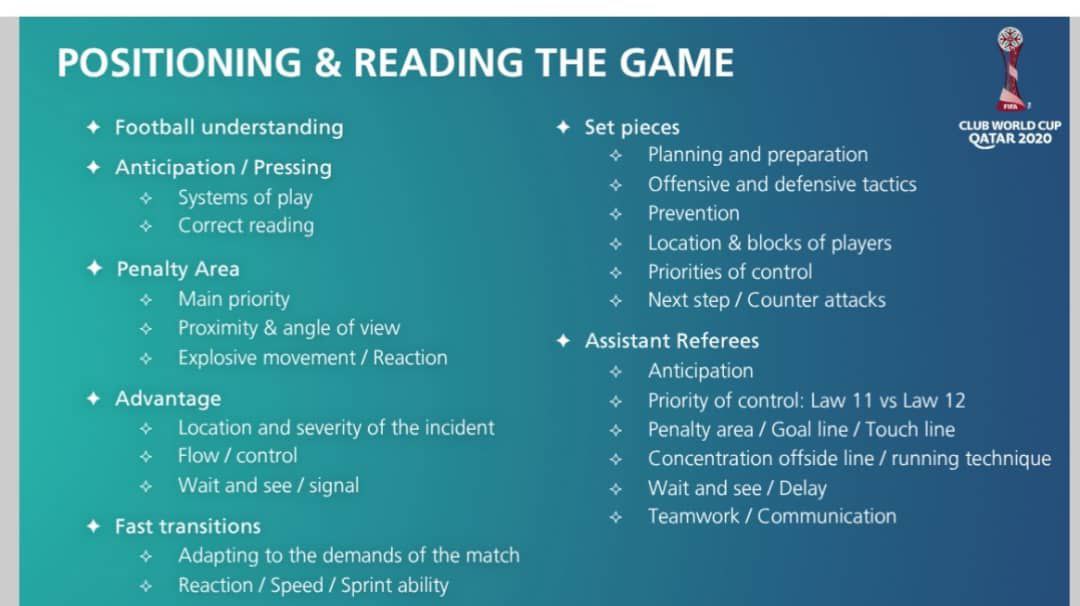 POSITIONING & READING THE GAME
Football understanding
Anticipation / Pressing
Systems of play
Correct reading
Penalty Area
Main priority
Proximity & angle of view
Explosive movement / Reaction
Advantage
Location and severity of the incident
Flow / control
Wait and see / signal
Fast transitions
Adapting to the demands of the match
Reaction / Speed / Sprint ability
Set pieces
Planning and preparation
Offensive and defensive tactics
Prevention
Location & blocks of players
Priorities of control
Next step / Counter attacks
Assistant Referees
Anticipation
Priority of control: Law 11 vs Law 12
Penalty area / Goal line / Touch line
Concentration offside line / running technique
Wait and see / Delay
Teamwork / Communication
FIFA
CLUB WORLD CUP
QATAR 2020